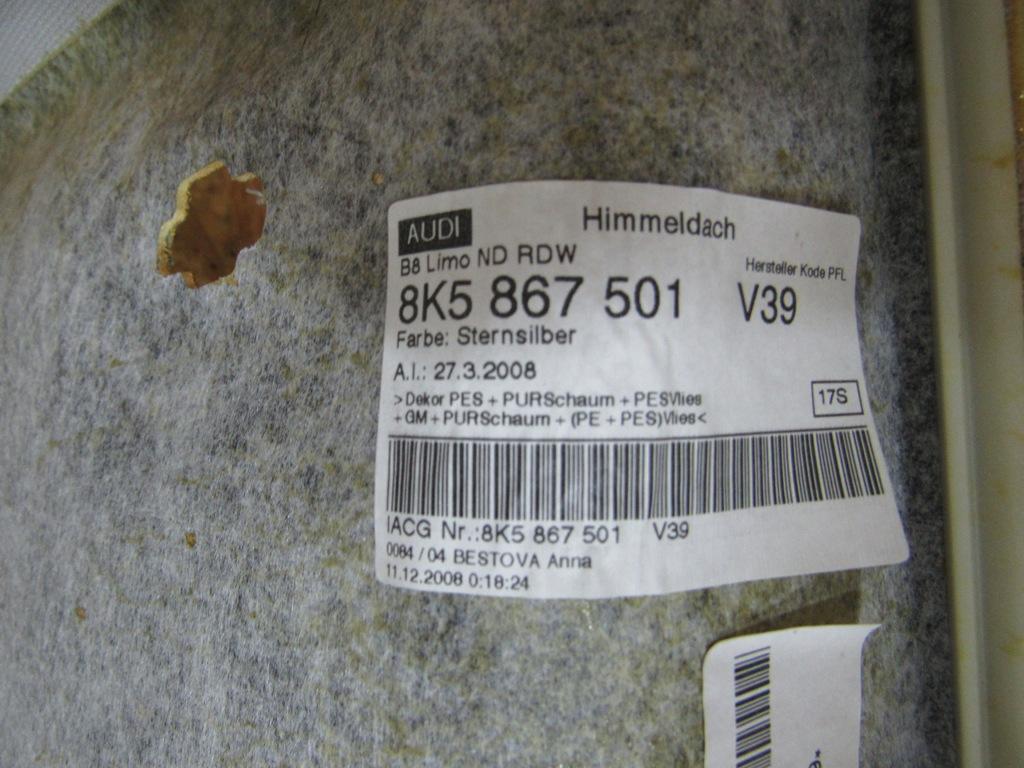 AUDI Himmeldach
B8 Limo ND RDW
Hersteller Kode PFL
8K5 867 501 V39
Farbe: Sternsilber
A.I.: 27.3.2008
>Dekor PES + PURSchaum + PESVlies
+ GM + PURSchaum + (PE + PES)Vlies<
17S
IACG Nr.:8K5 867 501 V39
0084 / 04 BESTOVA Anna
11.12.2008 0:18:24